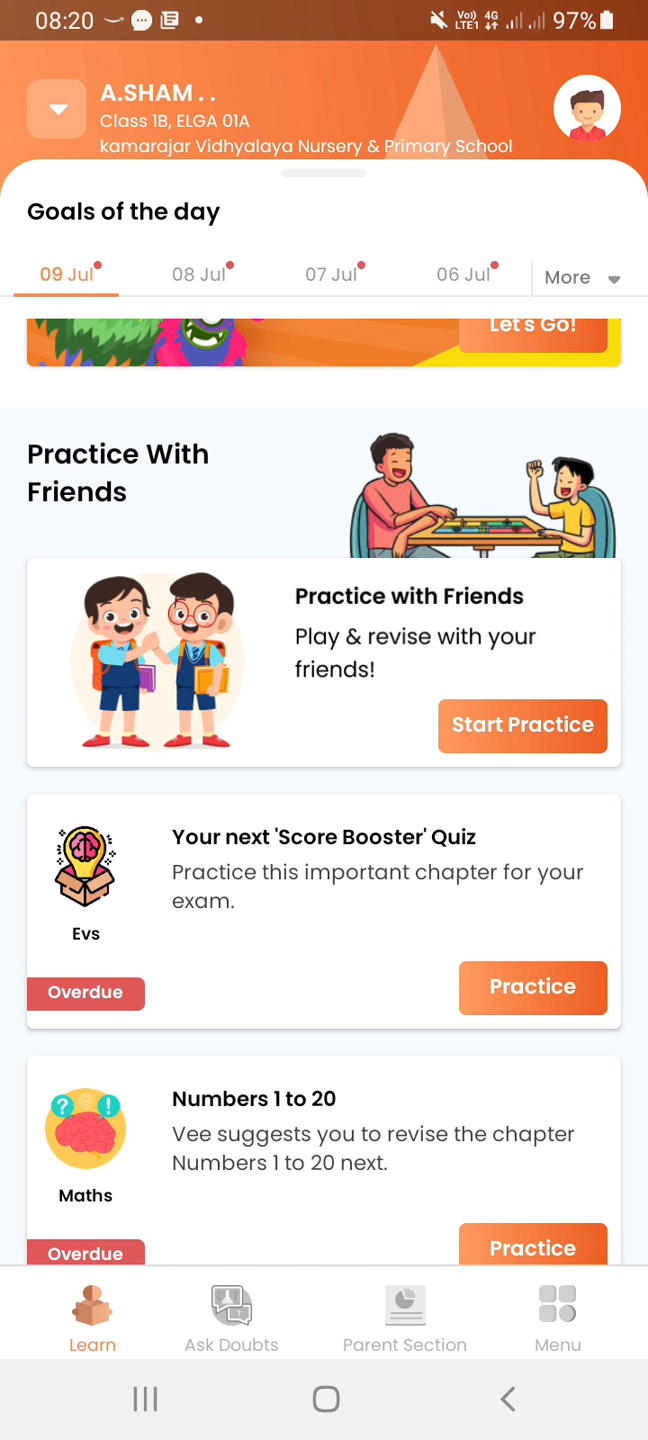 08:20
Vo)) 4G
LTE1
97%
A.SHAM . .
Class 1B, ELGA 01A
kamarajar Vidhyalaya Nursery & Primary School
Goals of the day
09 Jul
08 Jul
07 Jul
06 Jul
More
Let's Go!
Practice With
Friends
Practice with Friends
Play & revise with your
friends!
Start Practice
Your next 'Score Booster' Quiz
Practice this important chapter for your
exam.
Evs
Overdue
Practice
Numbers 1 to 20
Vee suggests you to revise the chapter
Numbers 1 to 20 next.
Maths
Overdue
Practice
Learn
Ask Doubts
Parent Section
Menu